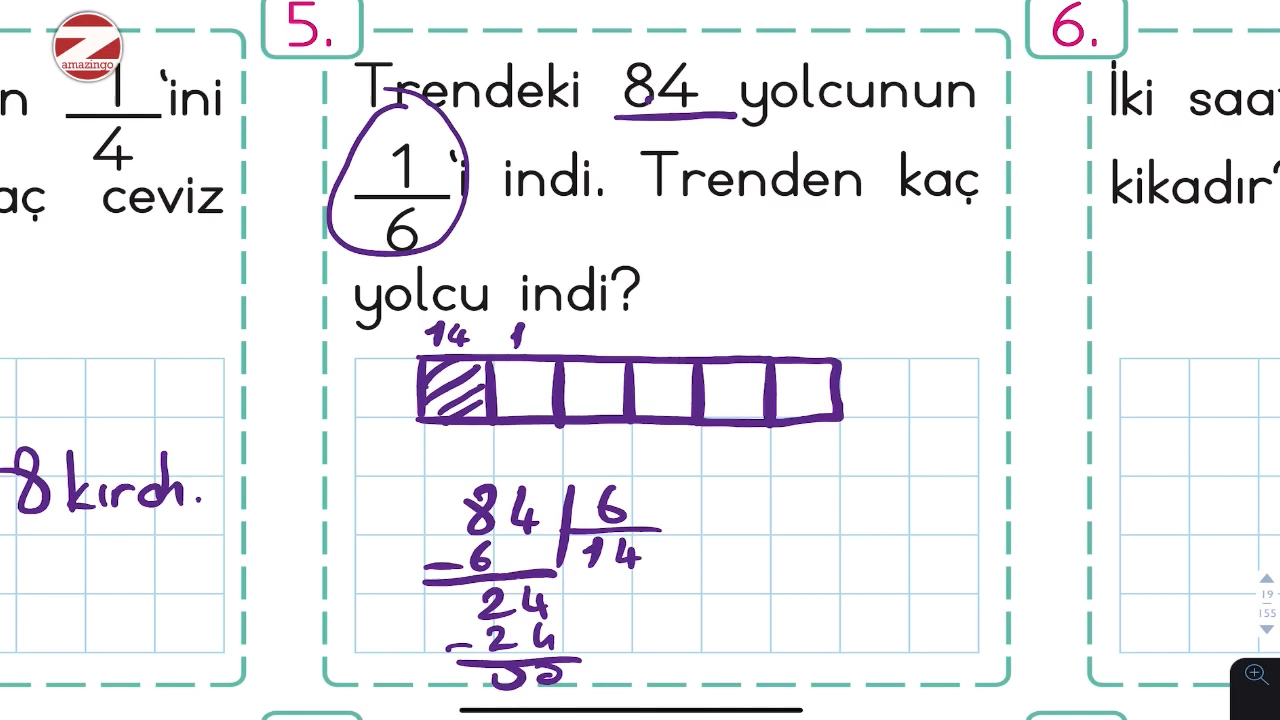 Z
amazingo
n 1/4 'ini
aç ceviz
8 kırdı.
5.
Trendeki 84 yolcunun
1/6 'i indi. Trenden kaç
yolcu indi?
14 1
84 6
- 6 14
24
- 24
00
6.
İki saa
kikadır?
19
155